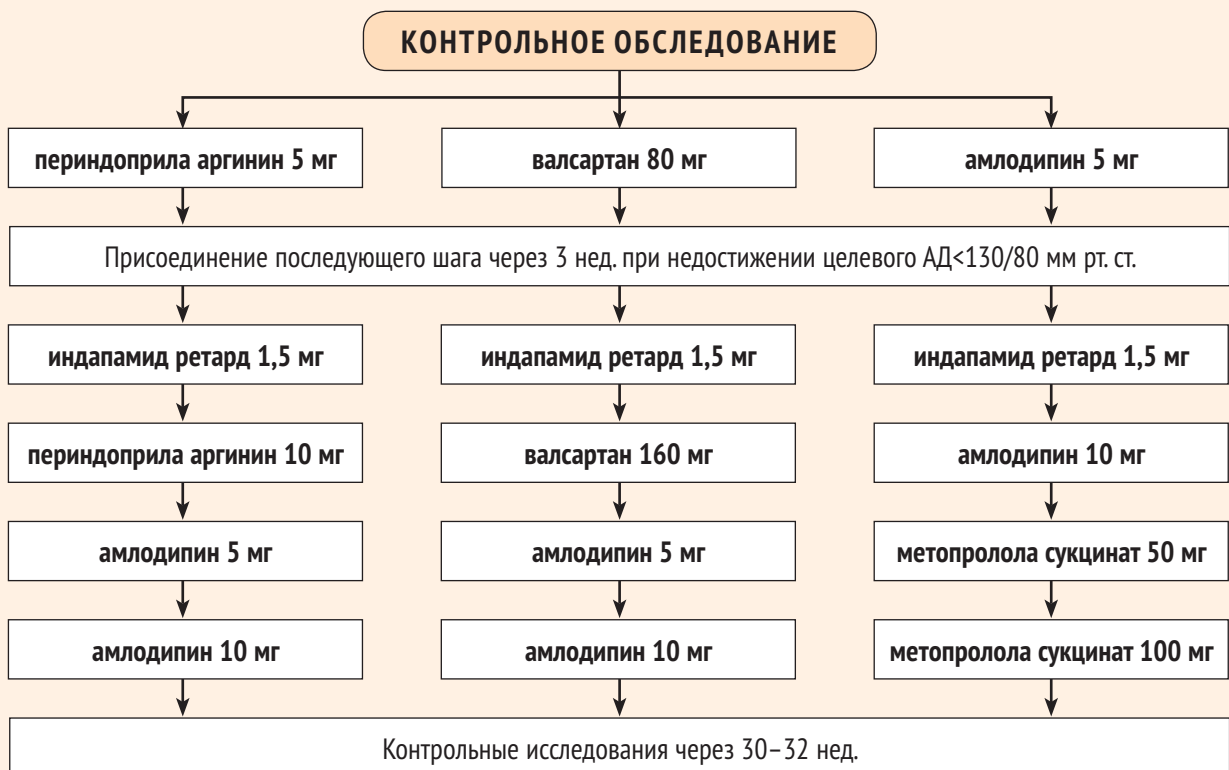 КОНТРОЛЬНОЕ ОБСЛЕДОВАНИЕ
периндоприла аргинин 5 мг
валсартан 80 мг
амлодипин 5 мг
Присоединение последующего шага через 3 нед. при недостижении целевого АД<130/80 мм рт. ст.
индапамид ретард 1,5 мг
индапамид ретард 1,5 мг
индапамид ретард 1,5 мг
периндоприла аргинин 10 мг
валсартан 160 мг
амлодипин 10 мг
амлодипин 5 мг
амлодипин 5 мг
метопролола сукцинат 50 мг
амлодипин 10 мг
амлодипин 10 мг
метопролола сукцинат 100 мг
Контрольные исследования через 30–32 нед.